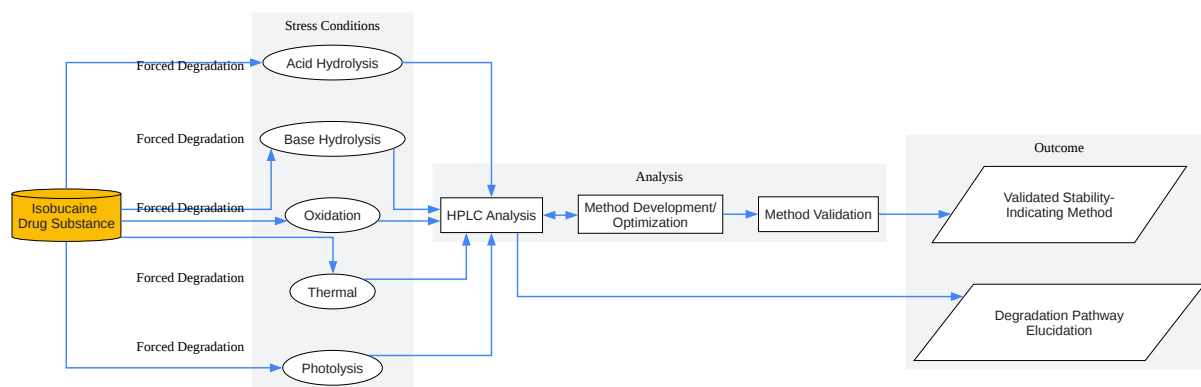 Stress Conditions
Forced Degradation
Acid Hydrolysis
Forced Degradation
Base Hydrolysis
Analysis
Outcome
Isobucaine
Drug Substance
Forced Degradation
Oxidation
HPLC Analysis
Method Development/
Optimization
Method Validation
Validated Stability-
Indicating Method
Forced Degradation
Thermal
Degradation Pathway
Elucidation
Forced Degradation
Photolysis